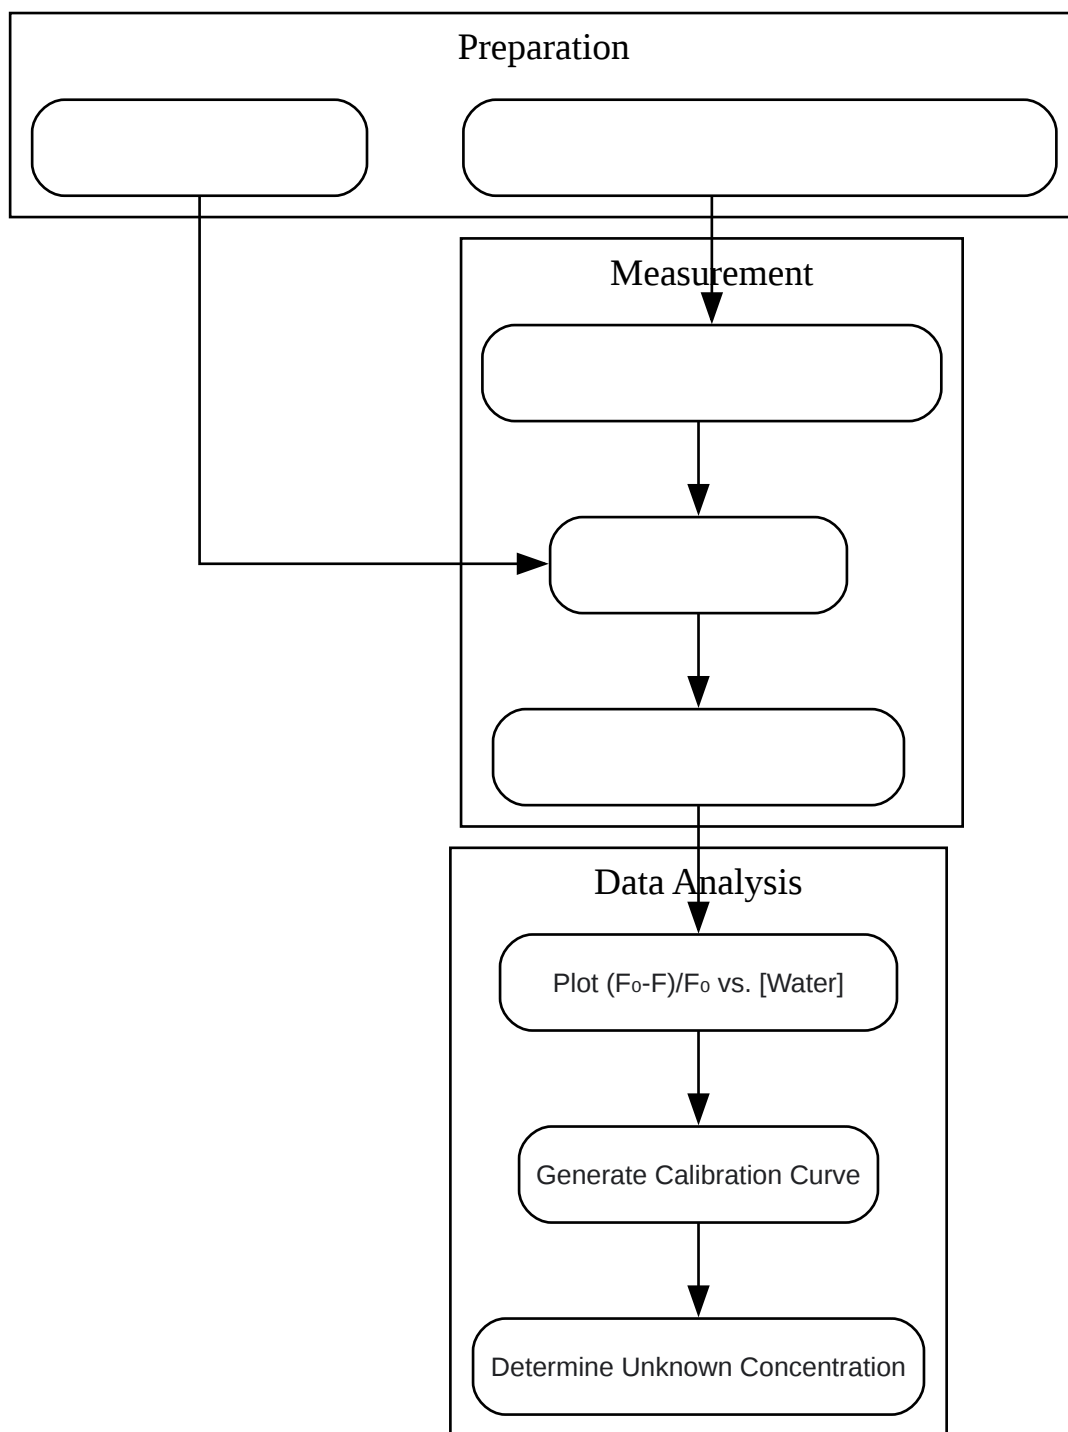 Preparation
Measurement
Data Analysis
Plot (F₀-F)/F₀ vs. [Water]
Generate Calibration Curve
Determine Unknown Concentration